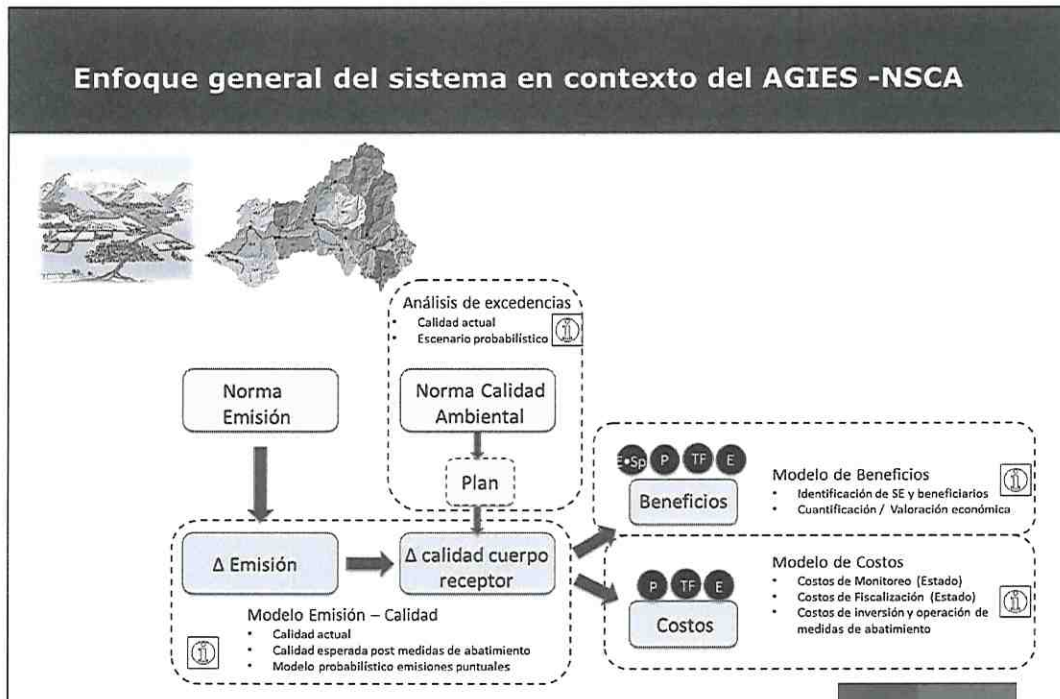 Enfoque general del sistema en contexto del AGIES -NSCA
Análisis de excedencias
• Calidad actual
• Escenario probabilístico
i
Norma
Emisión
Norma Calidad
Ambiental
Plan
Δ Emisión
Δ calidad cuerpo
receptor
Modelo Emisión – Calidad
• Calidad actual
• Calidad esperada post medidas de abatimiento
• Modelo probabilístico emisiones puntuales
i
E•Sp P TF E
Beneficios
Modelo de Beneficios
• Identificación de SE y beneficiarios
• Cuantificación / Valoración económica
i
P TF E
Costos
Modelo de Costos
• Costos de Monitoreo (Estado)
• Costos de Fiscalización (Estado)
• Costos de inversión y operación de
medidas de abatimiento
i